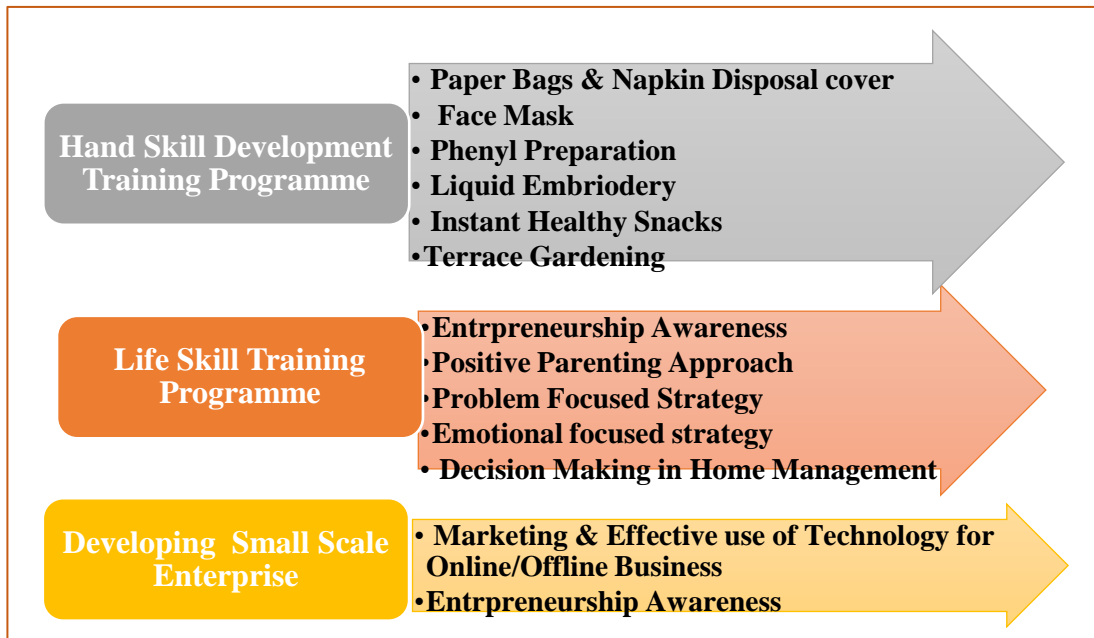 Hand Skill Development
Training Programme
• Paper Bags & Napkin Disposal cover
• Face Mask
• Phenyl Preparation
• Liquid Embriodery
• Instant Healthy Snacks
•Terrace Gardening
Life Skill Training
Programme
•Entrpreneurship Awareness
•Positive Parenting Approach
•Problem Focused Strategy
•Emotional focused strategy
• Decision Making in Home Management
Developing Small Scale
Enterprise
• Marketing & Effective use of Technology for
Online/Offline Business
•Entrpreneurship Awareness